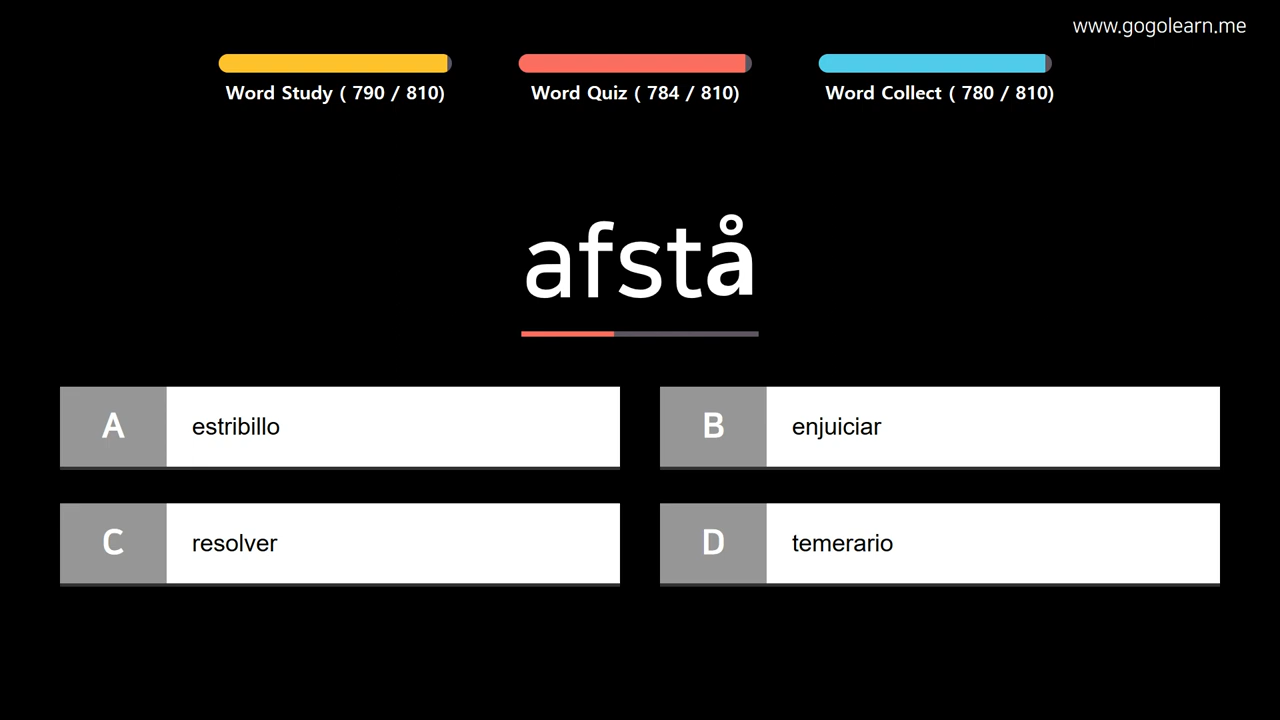 www.gogolearn.me
Word Study ( 790 / 810)
Word Quiz ( 784 / 810)
Word Collect ( 780 / 810)
afstå
A estribillo
B enjuiciar
C resolver
D temerario